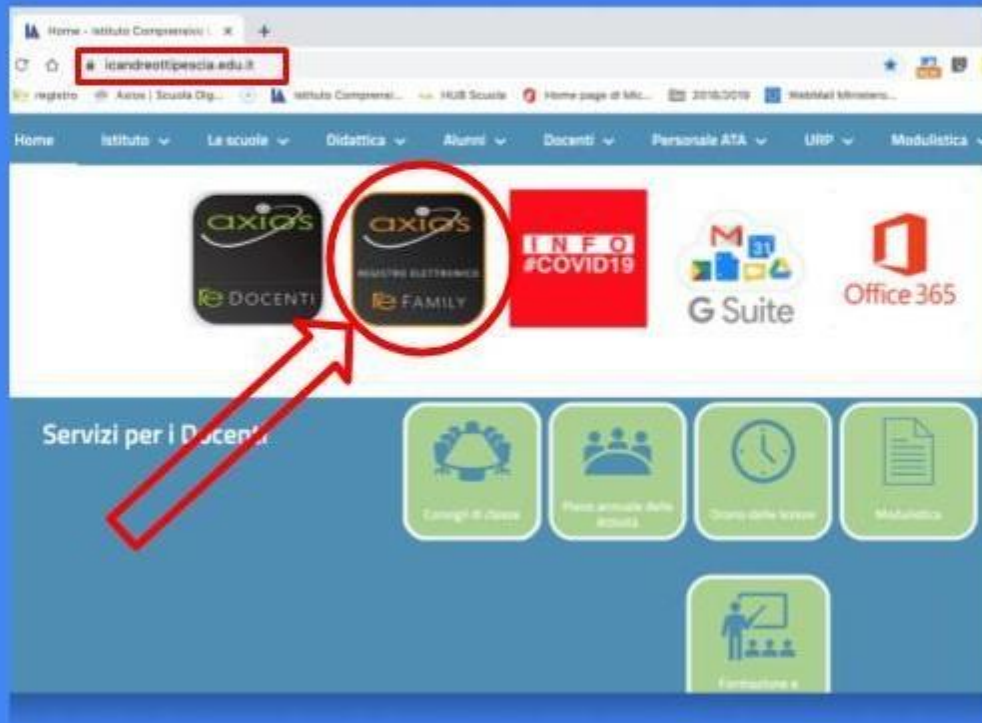 Home - Istituto Comprensivo
icandreottipescia.edu.it
registro Axios | Scuola Dig... Istituto Comprensi... HUB Scuola Home page di Mic... 2018/2019 WebMail Ministero...
Home Istituto Le scuole Didattica Alunni Docenti Personale ATA URP Modulistica
axios
RE DOCENTI
axios
REGISTRO ELETTRONICO
RE FAMILY
INFO
#COVID19
31
G Suite
Office 365
Servizi per i Docenti
Consigli di classe
Piano annuale delle
Attività
Orario delle lezioni
Modulistica
Formazione e